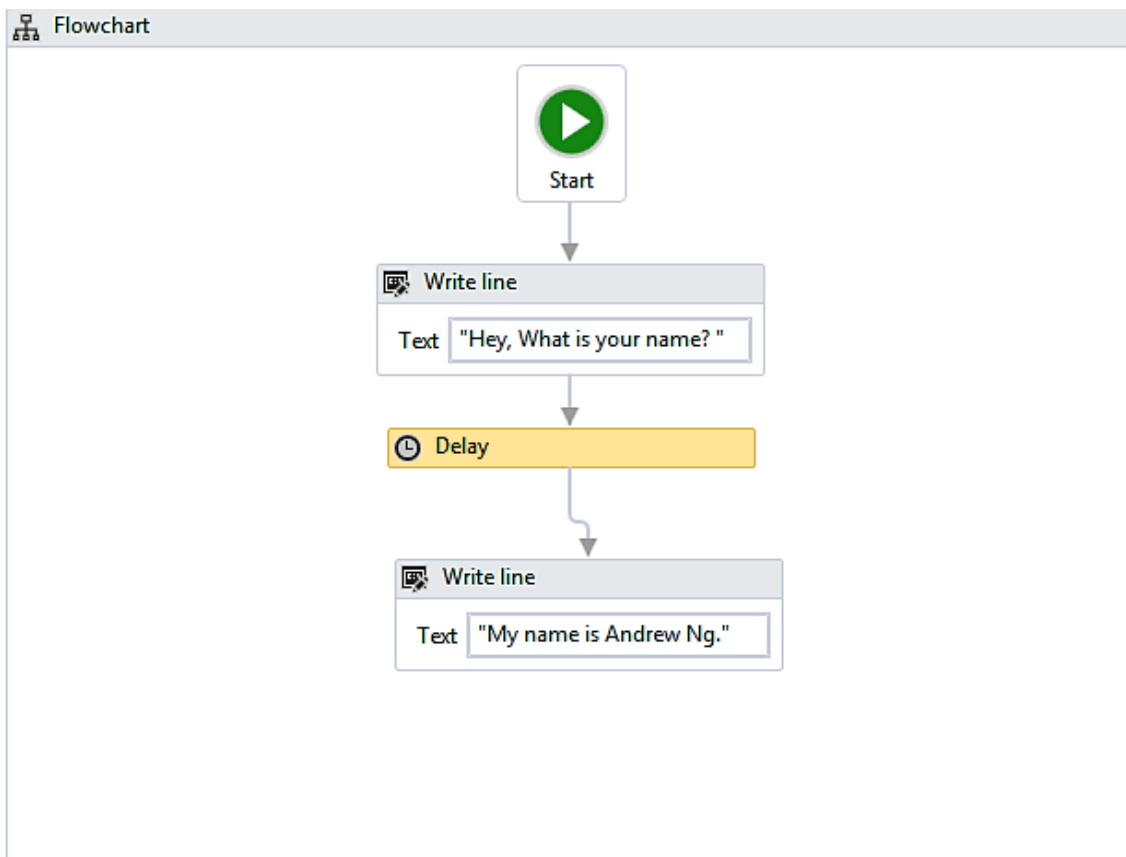 Flowchart
Start
Write line
Text "Hey, What is your name? "
Delay
Write line
Text "My name is Andrew Ng."